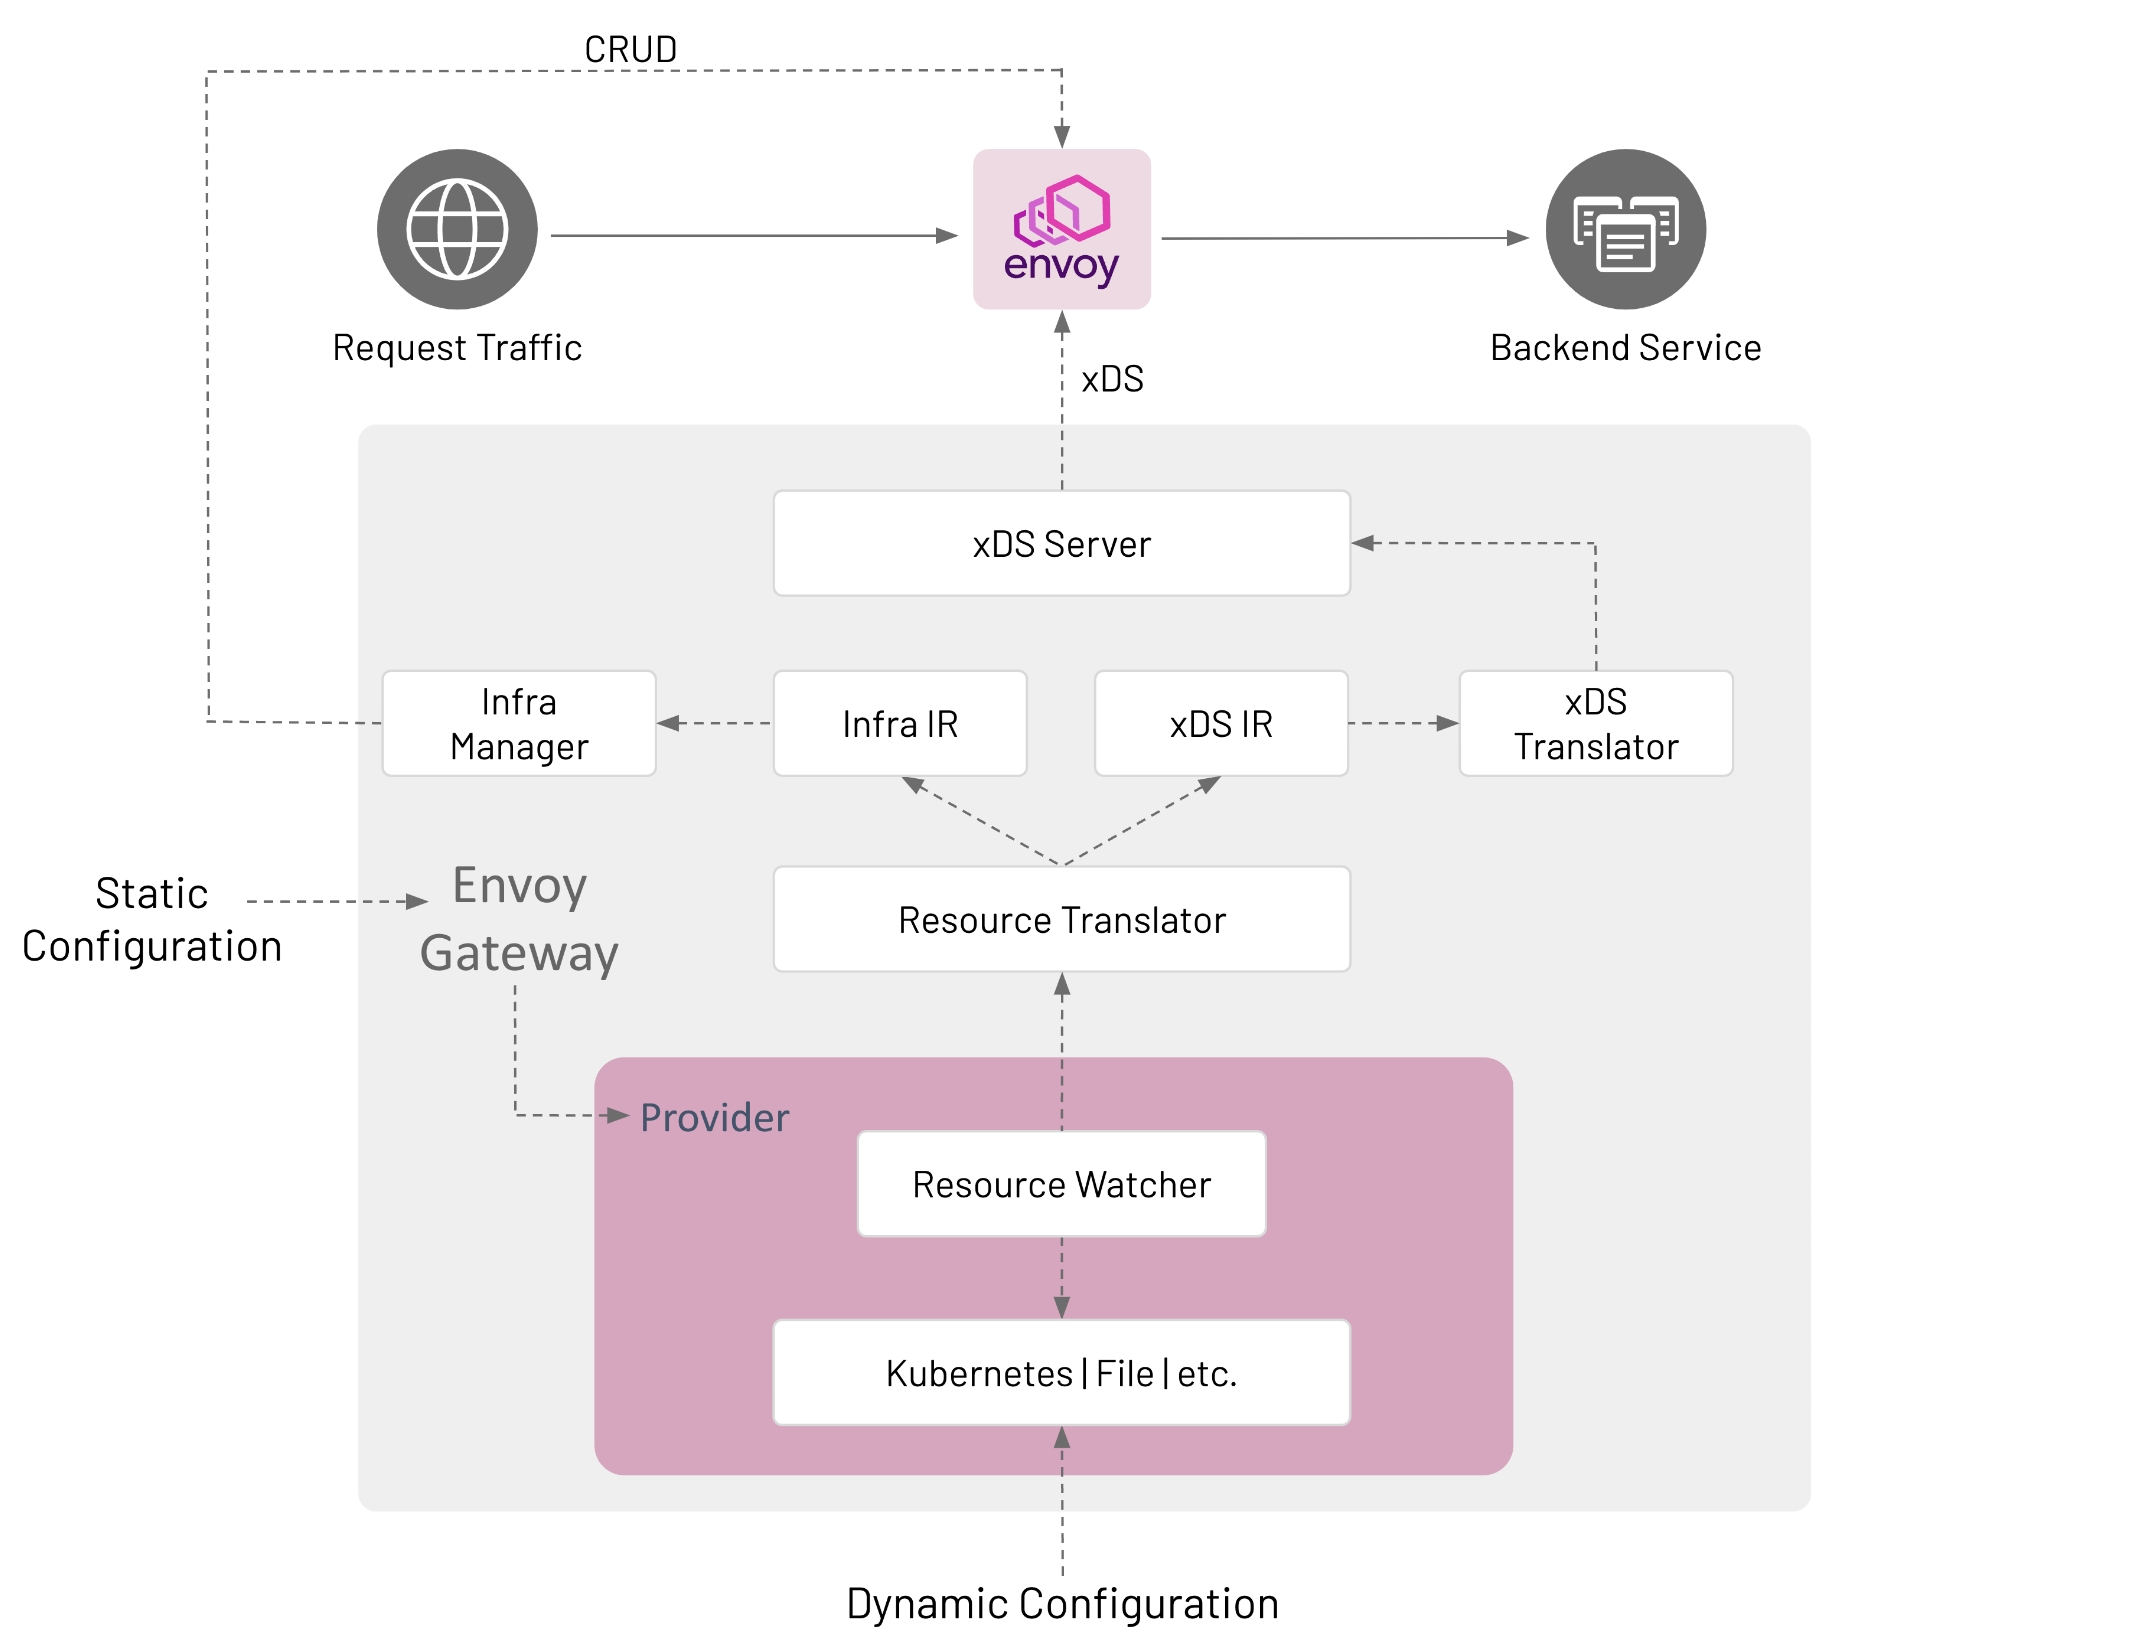 CRUD
envoy
Request Traffic
Backend Service
xDS
xDS Server
Infra
Manager
Infra IR
xDS IR
xDS
Translator
Static
Configuration
Envoy
Gateway
Resource Translator
Provider
Resource Watcher
Kubernetes | File | etc.
Dynamic Configuration